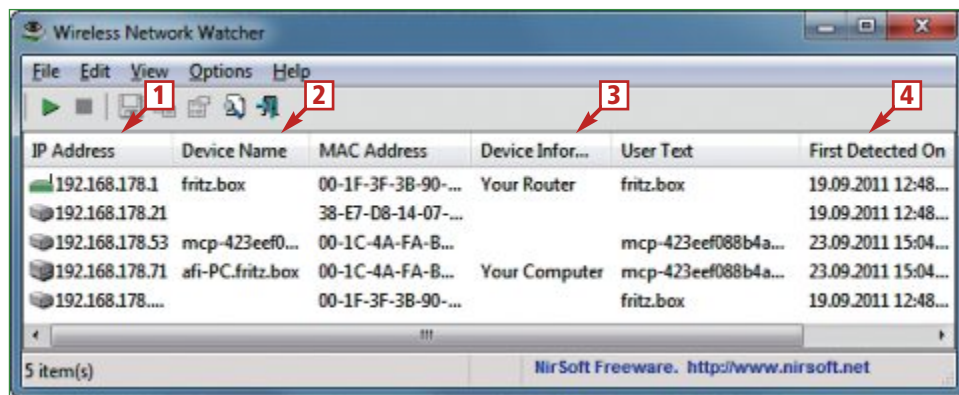 Wireless Network Watcher
File Edit View Options Help
1 2 3 4
IP Address Device Name MAC Address Device Infor... User Text First Detected On
192.168.178.1 fritz.box 00-1F-3F-3B-90-... Your Router fritz.box 19.09.2011 12:48...
192.168.178.21 38-E7-D8-14-07-... 19.09.2011 12:48...
192.168.178.53 mcp-423eef0... 00-1C-4A-FA-B... mcp-423eef088b4a... 23.09.2011 15:04...
192.168.178.71 afi-PC.fritz.box 00-1C-4A-FA-B... Your Computer mcp-423eef088b4a... 23.09.2011 15:04...
192.168.178.... 00-1F-3F-3B-90-... fritz.box 19.09.2011 12:48...
5 item(s) NirSoft Freeware. http://www.nirsoft.net